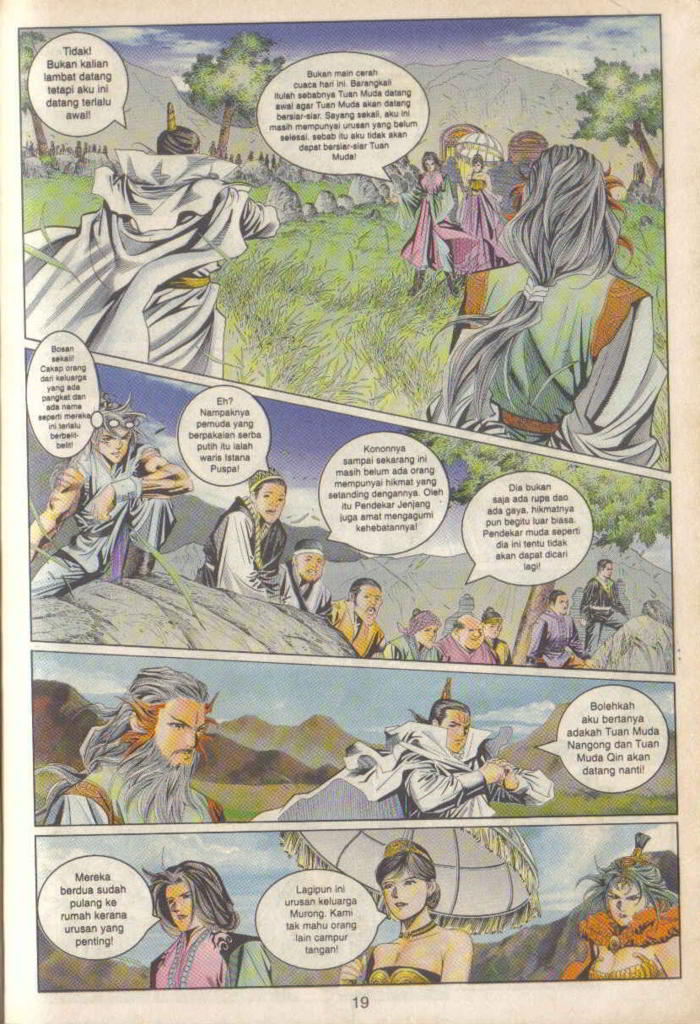 Tidak!
Bukan kalian
lambat datang
tetapi aku ini
datang terlalu
awal!
Bukan main cerah
cuaca hari ini. Barangkali
itulah sebabnya Tuan Muda datang
awal agar Tuan Muda akan datang
bersiar-siar. Sayang sekali, aku ini
masih mempunyai urusan yang belum
selesai, sebab itu aku tidak akan
dapat bersiar-siar Tuan
Muda!
Bosan
sekali!
Cakap orang
dari keluarga
yang ada
pangkat dan
ada nama
seperti mereka
ini terlalu
berbelit-
belit!
Eh?
Nampaknya
pemuda yang
berpakaian serba
putih itu ialah
waris Istana
Puspa!
Kononnya
sampai sekarang ini
masih belum ada orang
mempunyai hikmat yang
setanding dengannya. Oleh
itu Pendekar Jenjang
juga amat mengagumi
kehebatannya!
Dia bukan
saja ada rupa dao
ada gaya, hikmatnya
pun begitu luar biasa.
Pendekar muda seperti
dia ini tentu tidak
akan dapat dicari
lagi!
Bolehkah
aku bertanya
adakah Tuan Muda
Nangong dan Tuan
Muda Qin akan
datang nanti!
Mereka
berdua sudah
pulang ke
rumah kerana
urusan yang
penting!
Lagipun ini
urusan keluarga
Murong. Kami
tak mahu orang
lain campur
tangan!
19